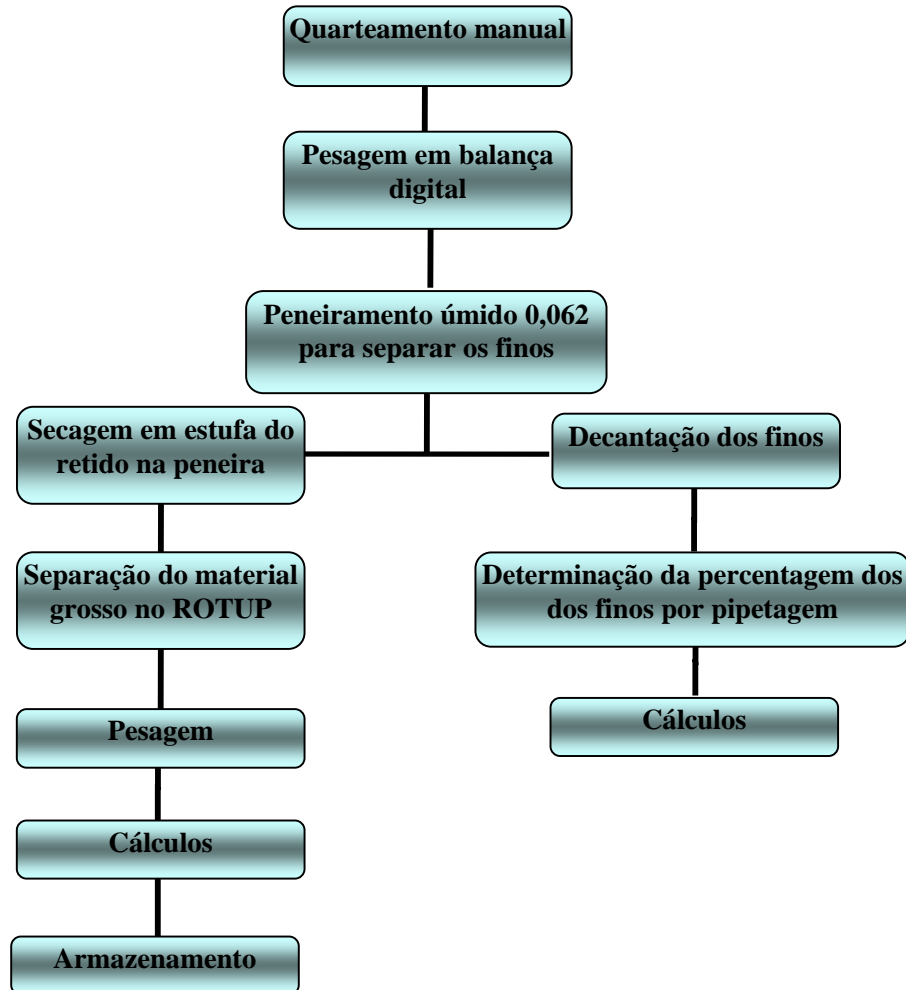 Quarteamento manual
Pesagem em balança
digital
Peneiramento úmido 0,062
para separar os finos
Secagem em estufa do
retido na peneira
Decantação dos finos
Separação do material
grosso no ROTUP
Determinação da percentagem dos
dos finos por pipetagem
Pesagem
Cálculos
Cálculos
Armazenamento